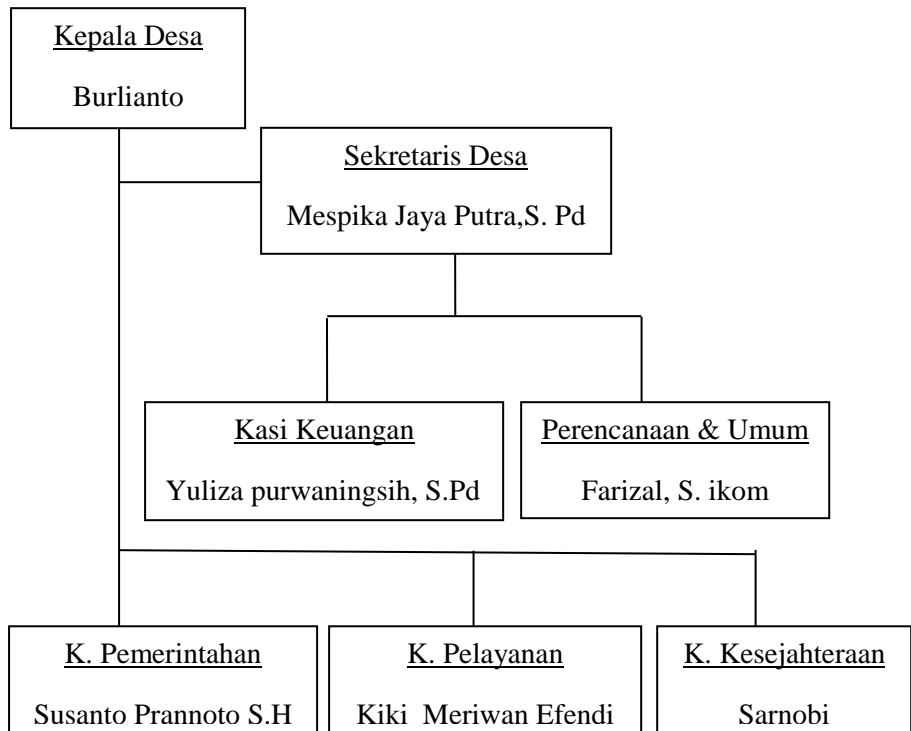 Kepala Desa
Burlianto
Sekretaris Desa
Mespika Jaya Putra,S. Pd
Kasi Keuangan
Yuliza purwaningsih, S.Pd
Perencanaan & Umum
Farizal, S. ikom
K. Pemerintahan
Susanto Prannoto S.H
K. Pelayanan
Kiki  Meriwan Efendi
K. Kesejahteraan
Sarnobi